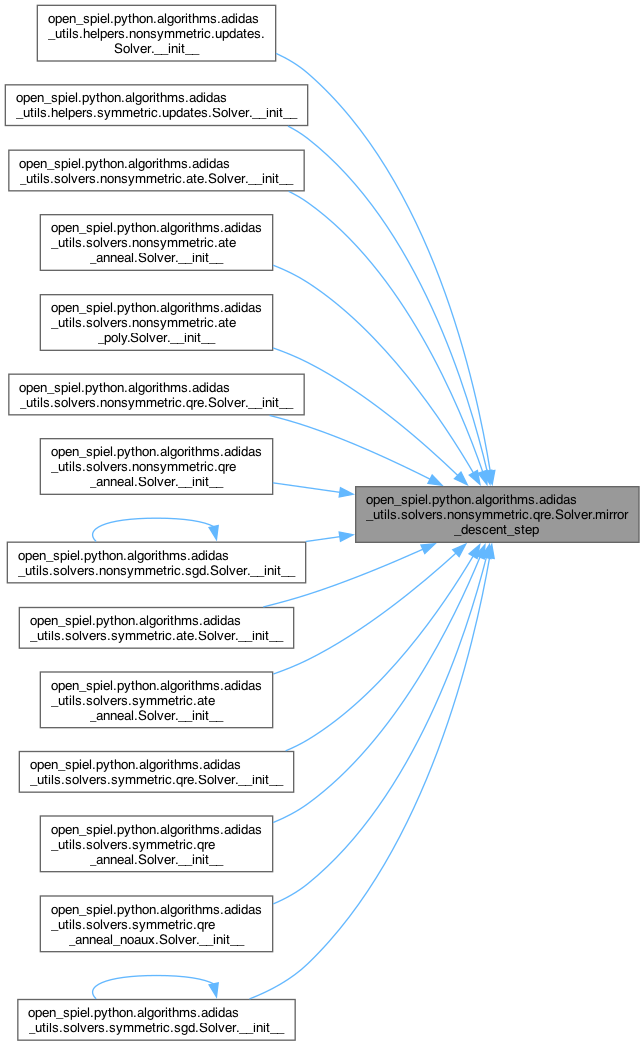 open_spiel.python.algorithms.adidas
_utils.helpers.nonsymmetric.updates.
Solver.__init__
open_spiel.python.algorithms.adidas
_utils.helpers.symmetric.updates.Solver.__init__
open_spiel.python.algorithms.adidas
_utils.solvers.nonsymmetric.ate.Solver.__init__
open_spiel.python.algorithms.adidas
_utils.solvers.nonsymmetric.ate
_anneal.Solver.__init__
open_spiel.python.algorithms.adidas
_utils.solvers.nonsymmetric.ate
_poly.Solver.__init__
open_spiel.python.algorithms.adidas
_utils.solvers.nonsymmetric.qre.Solver.__init__
open_spiel.python.algorithms.adidas
_utils.solvers.nonsymmetric.qre
_anneal.Solver.__init__
open_spiel.python.algorithms.adidas
_utils.solvers.nonsymmetric.qre.Solver.mirror
_descent_step
open_spiel.python.algorithms.adidas
_utils.solvers.nonsymmetric.sgd.Solver.__init__
open_spiel.python.algorithms.adidas
_utils.solvers.symmetric.ate.Solver.__init__
open_spiel.python.algorithms.adidas
_utils.solvers.symmetric.ate
_anneal.Solver.__init__
open_spiel.python.algorithms.adidas
_utils.solvers.symmetric.qre.Solver.__init__
open_spiel.python.algorithms.adidas
_utils.solvers.symmetric.qre
_anneal.Solver.__init__
open_spiel.python.algorithms.adidas
_utils.solvers.symmetric.qre
_anneal_noaux.Solver.__init__
open_spiel.python.algorithms.adidas
_utils.solvers.symmetric.sgd.Solver.__init__